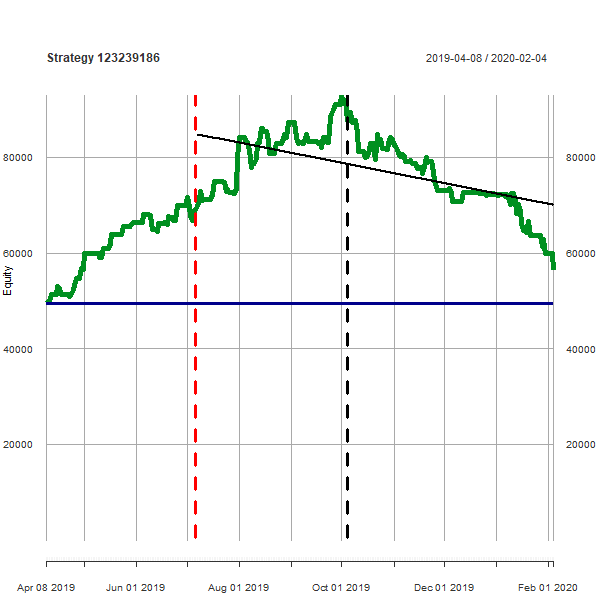 Strategy 123239186 2019-04-08 / 2020-02-04
80000 80000
60000 60000
Equity
40000 40000
20000 20000
Apr 08 2019 Jun 01 2019 Aug 01 2019 Oct 01 2019 Dec 01 2019 Feb 01 2020